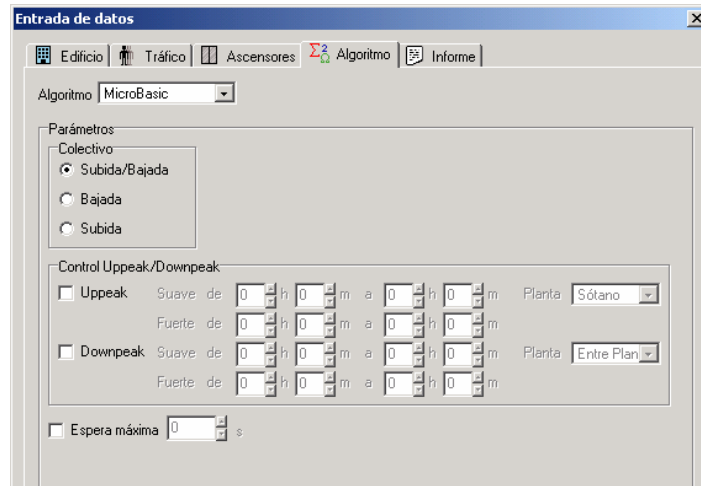 Entrada de datos
Edificio Tráfico Ascensores Σ2Ω Algoritmo Informe
Algoritmo MicroBasic
Parámetros
Colectivo
Subida/Bajada
Bajada
Subida
Control Uppeak/Downpeak
Uppeak Suave de 0 h 0 m a 0 h 0 m Planta Sótano
Fuerte de 0 h 0 m a 0 h 0 m
Downpeak Suave de 0 h 0 m a 0 h 0 m Planta Entre Plan
Fuerte de 0 h 0 m a 0 h 0 m
Espera máxima 0 s